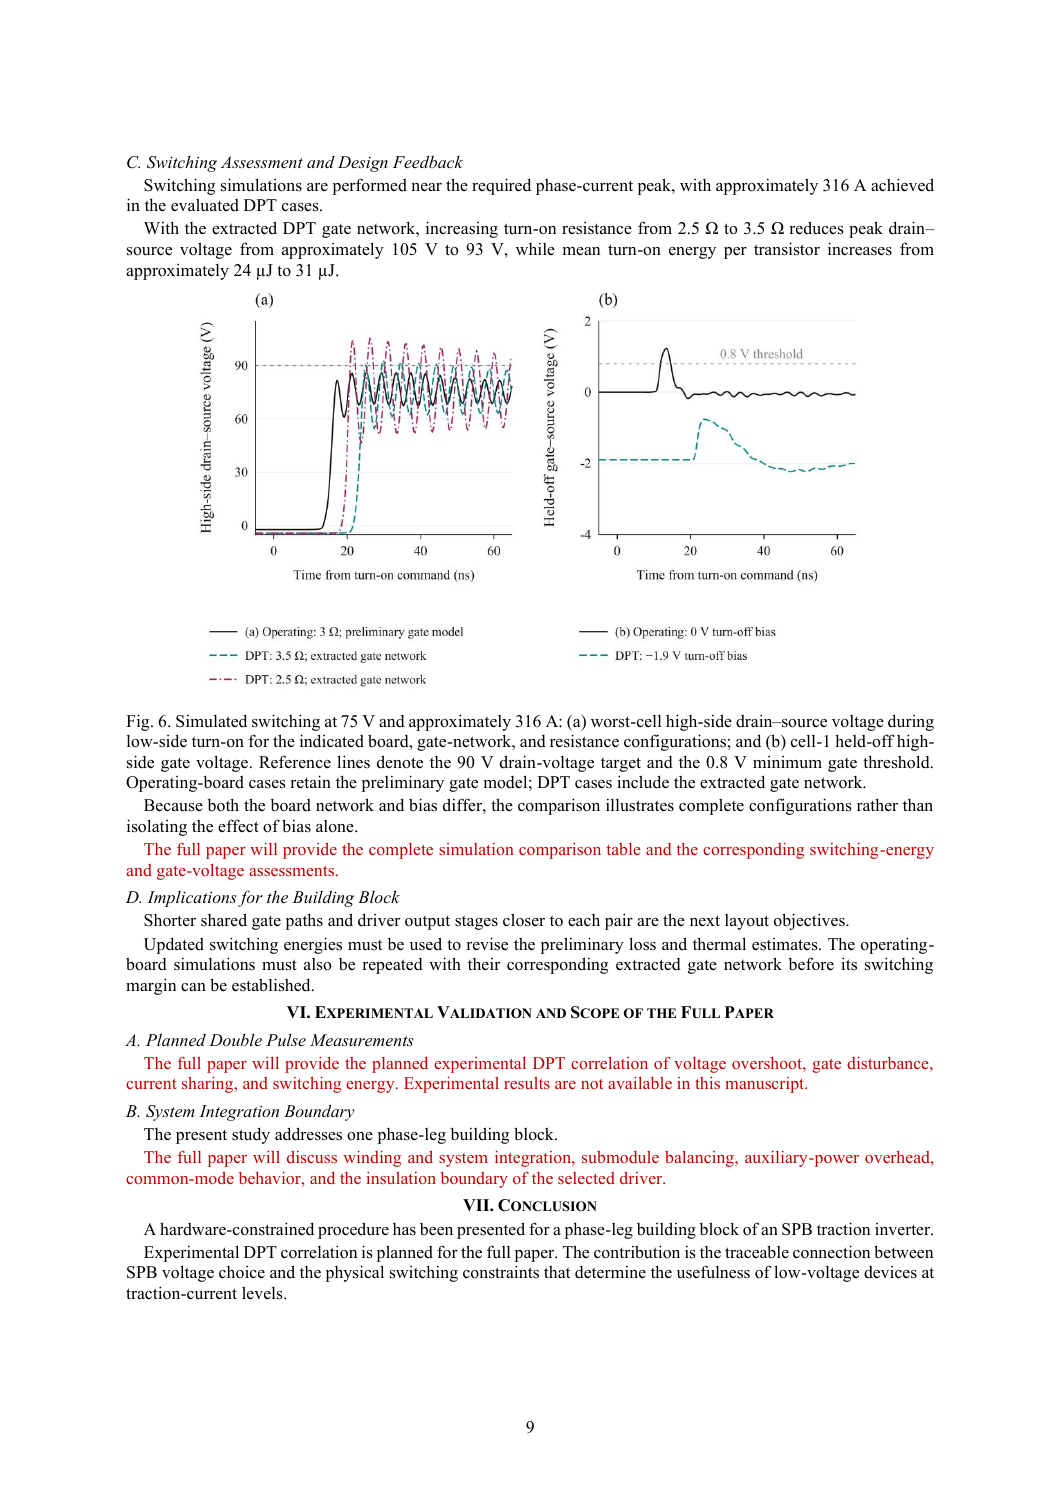 C. Switching Assessment and Design Feedback
Switching simulations are performed near the required phase-current peak, with approximately 316 A achieved
in the evaluated DPT cases.
With the extracted DPT gate network, increasing turn-on resistance from 2.5 Ω to 3.5 Ω reduces peak drain–
source voltage from approximately 105 V to 93 V, while mean turn-on energy per transistor increases from
approximately 24 µJ to 31 µJ.
(a)
High-side drain–source voltage (V)
90
60
30
0
0 20 40 60
Time from turn-on command (ns)
(b)
Held-off gate–source voltage (V)
2
0.8 V threshold
0
-2
-4
0 20 40 60
Time from turn-on command (ns)
(a) Operating: 3 Ω; preliminary gate model
DPT: 3.5 Ω; extracted gate network
DPT: 2.5 Ω; extracted gate network
(b) Operating: 0 V turn-off bias
DPT: −1.9 V turn-off bias
Fig. 6. Simulated switching at 75 V and approximately 316 A: (a) worst-cell high-side drain–source voltage during
low-side turn-on for the indicated board, gate-network, and resistance configurations; and (b) cell-1 held-off high-
side gate voltage. Reference lines denote the 90 V drain-voltage target and the 0.8 V minimum gate threshold.
Operating-board cases retain the preliminary gate model; DPT cases include the extracted gate network.
Because both the board network and bias differ, the comparison illustrates complete configurations rather than
isolating the effect of bias alone.
The full paper will provide the complete simulation comparison table and the corresponding switching-energy
and gate-voltage assessments.
D. Implications for the Building Block
Shorter shared gate paths and driver output stages closer to each pair are the next layout objectives.
Updated switching energies must be used to revise the preliminary loss and thermal estimates. The operating-
board simulations must also be repeated with their corresponding extracted gate network before its switching
margin can be established.
VI. EXPERIMENTAL VALIDATION AND SCOPE OF THE FULL PAPER
A. Planned Double Pulse Measurements
The full paper will provide the planned experimental DPT correlation of voltage overshoot, gate disturbance,
current sharing, and switching energy. Experimental results are not available in this manuscript.
B. System Integration Boundary
The present study addresses one phase-leg building block.
The full paper will discuss winding and system integration, submodule balancing, auxiliary-power overhead,
common-mode behavior, and the insulation boundary of the selected driver.
VII. CONCLUSION
A hardware-constrained procedure has been presented for a phase-leg building block of an SPB traction inverter.
Experimental DPT correlation is planned for the full paper. The contribution is the traceable connection between
SPB voltage choice and the physical switching constraints that determine the usefulness of low-voltage devices at
traction-current levels.
9